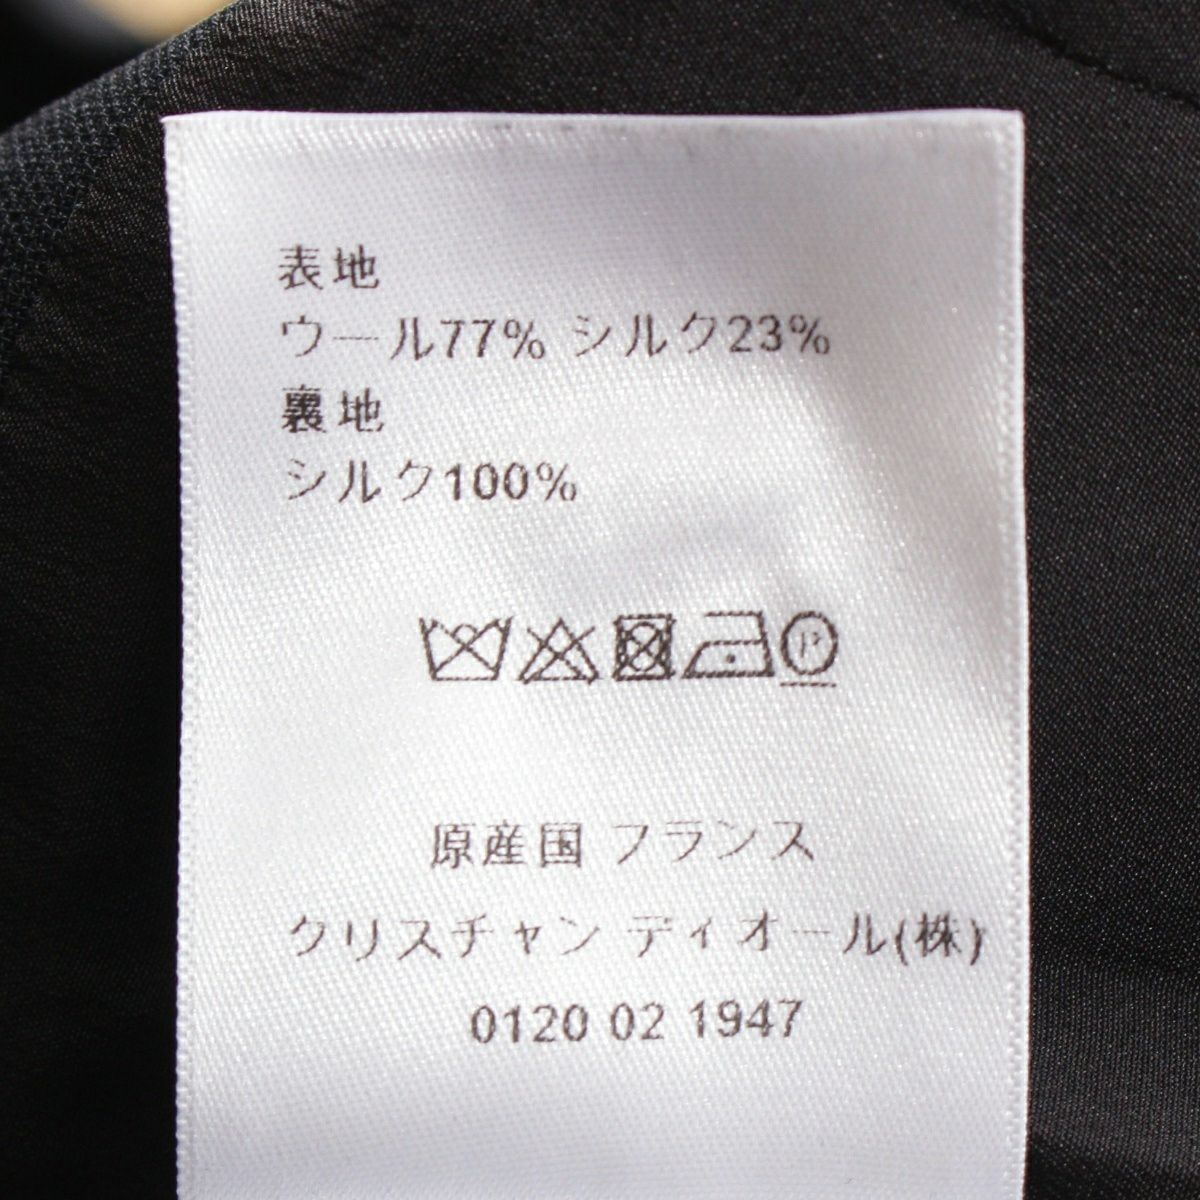 表地
ウール77% シルク23%
裏地
シルク100%
P
原産国 フランス
クリスチャン ディオール(株)
0120 02 1947